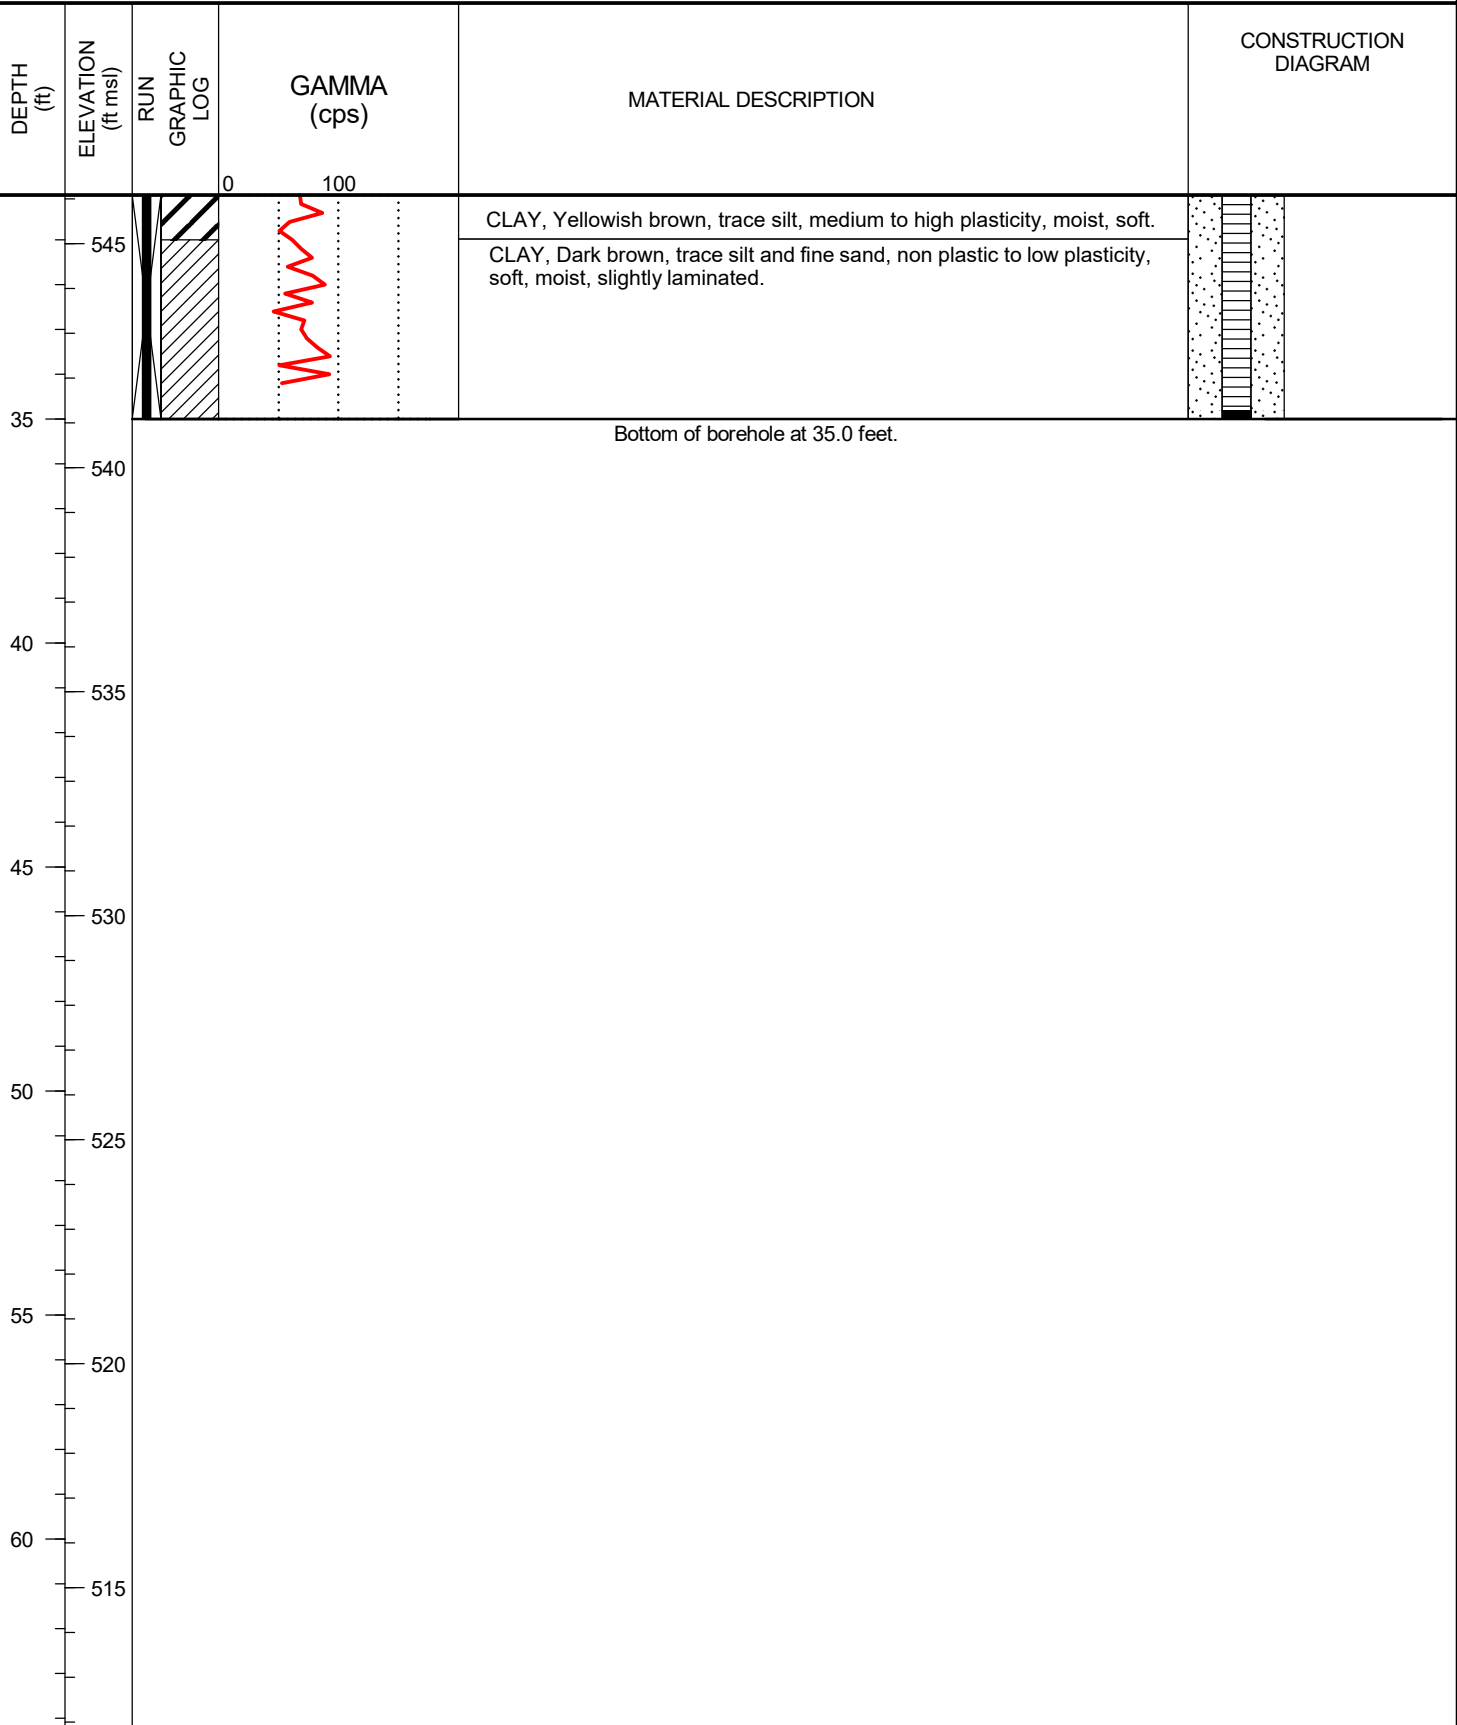 DEPTH
(ft)
ELEVATION
(ft msl)
RUN
GRAPHIC
LOG
GAMMA
(cps)
0 100
MATERIAL DESCRIPTION
CONSTRUCTION
DIAGRAM
CLAY, Yellowish brown, trace silt, medium to high plasticity, moist, soft.
545
CLAY, Dark brown, trace silt and fine sand, non plastic to low plasticity,
soft, moist, slightly laminated.
35
Bottom of borehole at 35.0 feet.
540
40
535
45
530
50
525
55
520
60
515